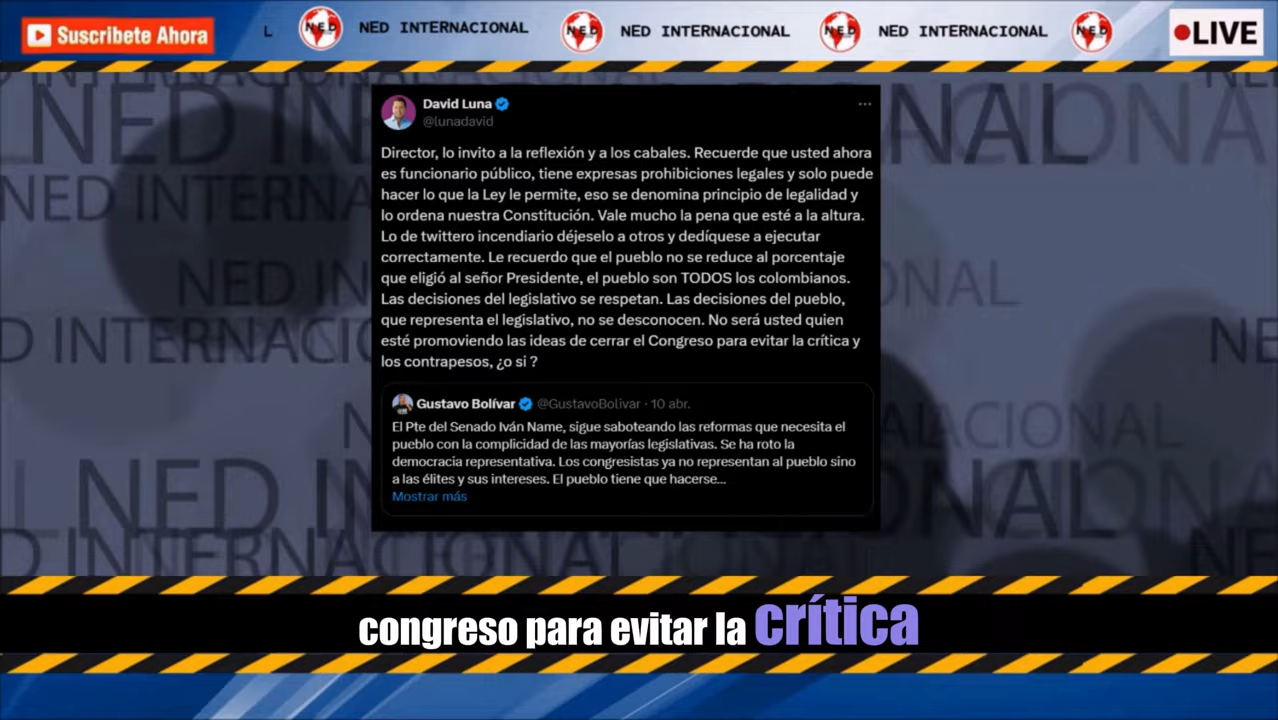 Suscribete Ahora
L
NED
NED INTERNACIONAL
NED
NED INTERNACIONAL
NED
NED INTERNACIONAL
NED
LIVE
David Luna
@lunadavid
Director, lo invito a la reflexión y a los cabales. Recuerde que usted ahora
es funcionario público, tiene expresas prohibiciones legales y solo puede
hacer lo que la Ley le permite, eso se denomina principio de legalidad y
lo ordena nuestra Constitución. Vale mucho la pena que esté a la altura.
Lo de twittero incendiario déjeselo a otros y dedíquese a ejecutar
correctamente. Le recuerdo que el pueblo no se reduce al porcentaje
que eligió al señor Presidente, el pueblo son TODOS los colombianos.
Las decisiones del legislativo se respetan. Las decisiones del pueblo,
que representa el legislativo, no se desconocen. No será usted quien
esté promoviendo las ideas de cerrar el Congreso para evitar la crítica y
los contrapesos, ¿o si ?
Gustavo Bolívar @GustavoBolivar · 10 abr.
El Pte del Senado Iván Name, sigue saboteando las reformas que necesita el
pueblo con la complicidad de las mayorías legislativas. Se ha roto la
democracia representativa. Los congresistas ya no representan al pueblo sino
a las élites y sus intereses. El pueblo tiene que hacerse...
Mostrar más
congreso para evitar la crítica